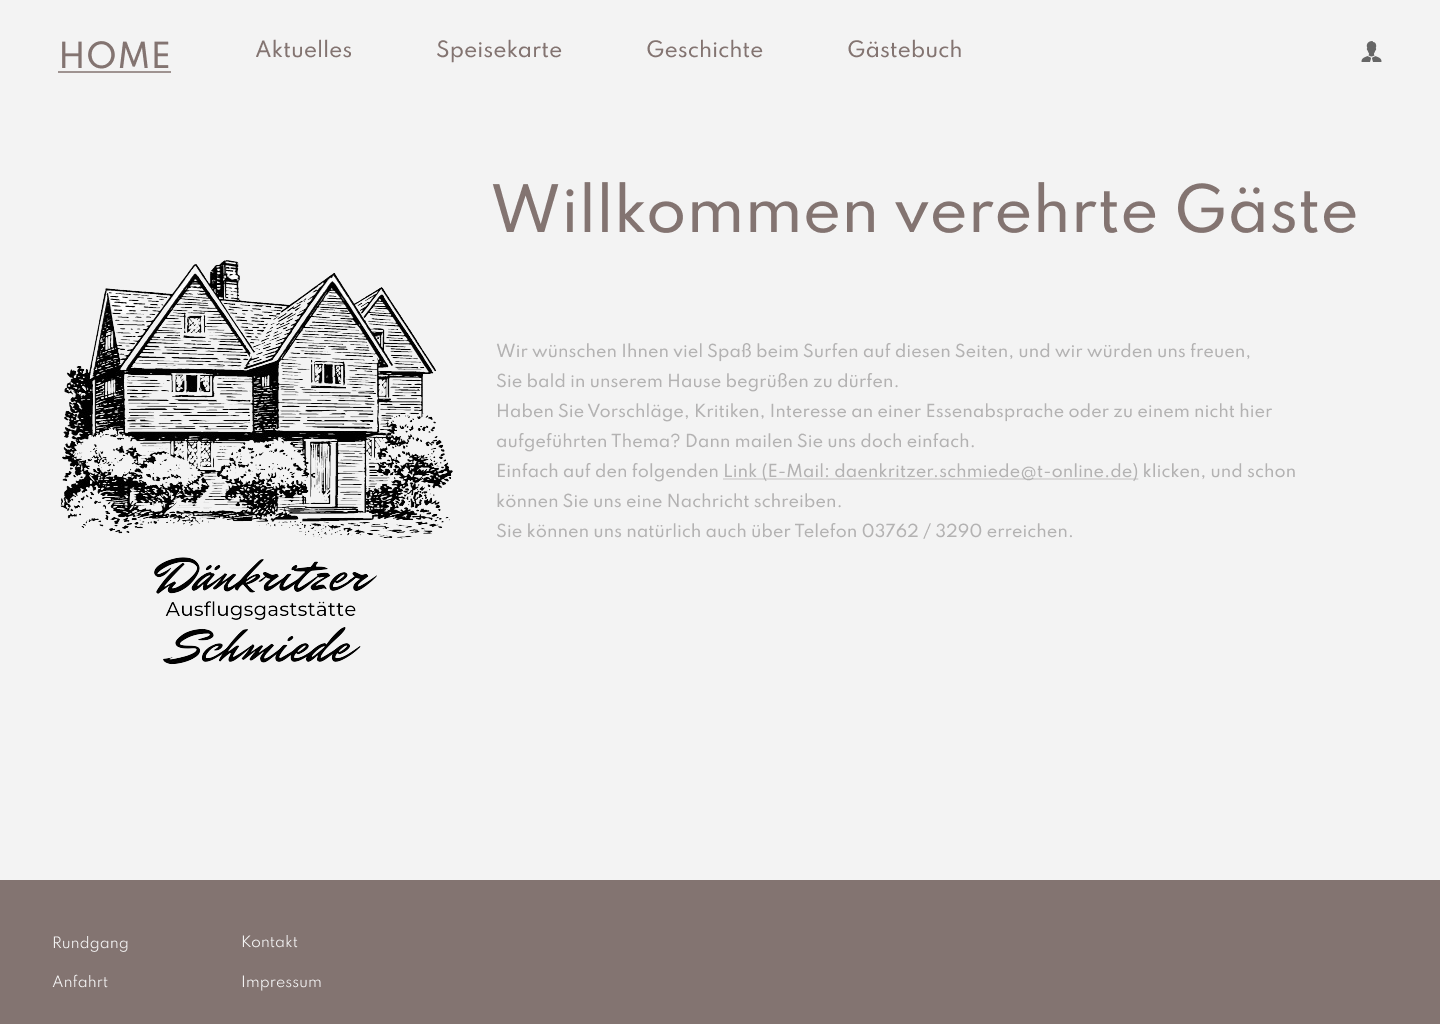 HOME
Aktuelles
Speisekarte
Geschichte
Gästebuch
Willkommen verehrte Gäste
Wir wünschen Ihnen viel Spaß beim Surfen auf diesen Seiten, und wir würden uns freuen,
Sie bald in unserem Hause begrüßen zu dürfen.
Haben Sie Vorschläge, Kritiken, Interesse an einer Essenabsprache oder zu einem nicht hier
aufgeführten Thema? Dann mailen Sie uns doch einfach.
Einfach auf den folgenden Link (E-Mail: daenkritzer.schmiede@t-online.de) klicken, und schon
können Sie uns eine Nachricht schreiben.
Sie können uns natürlich auch über Telefon 03762 / 3290 erreichen.
Dänkritzer
Ausflugsgaststätte
Schmiede
Rundgang
Kontakt
Anfahrt
Impressum